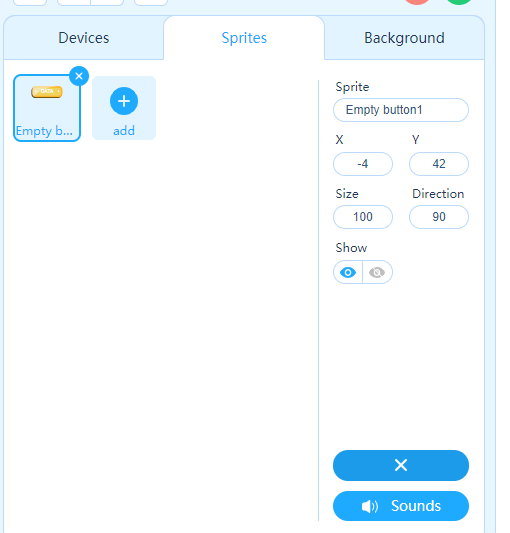 Devices
Sprites
Background
Empty b...
add
Sprite
Empty button1
X
Y
-4
42
Size
Direction
100
90
Show
Sounds